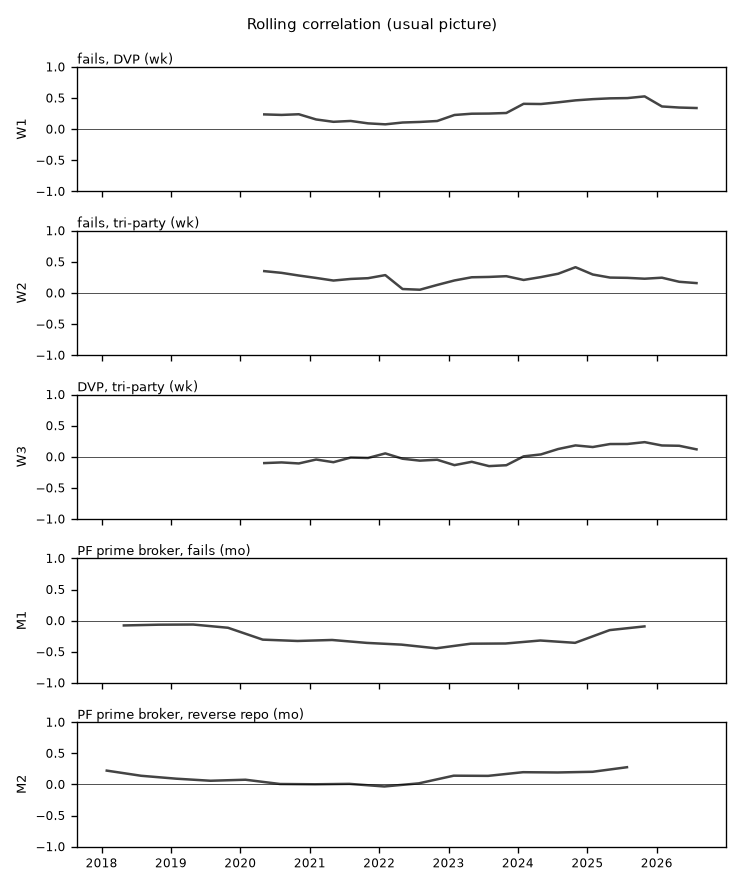 Rolling correlation (usual picture)
fails, DVP (wk)
1.0
0.5
0.0
−0.5
−1.0
W1
fails, tri-party (wk)
1.0
0.5
0.0
−0.5
−1.0
W2
DVP, tri-party (wk)
1.0
0.5
0.0
−0.5
−1.0
W3
PF prime broker, fails (mo)
1.0
0.5
0.0
−0.5
−1.0
M1
PF prime broker, reverse repo (mo)
1.0
0.5
0.0
−0.5
−1.0
M2
2018 2019 2020 2021 2022 2023 2024 2025 2026